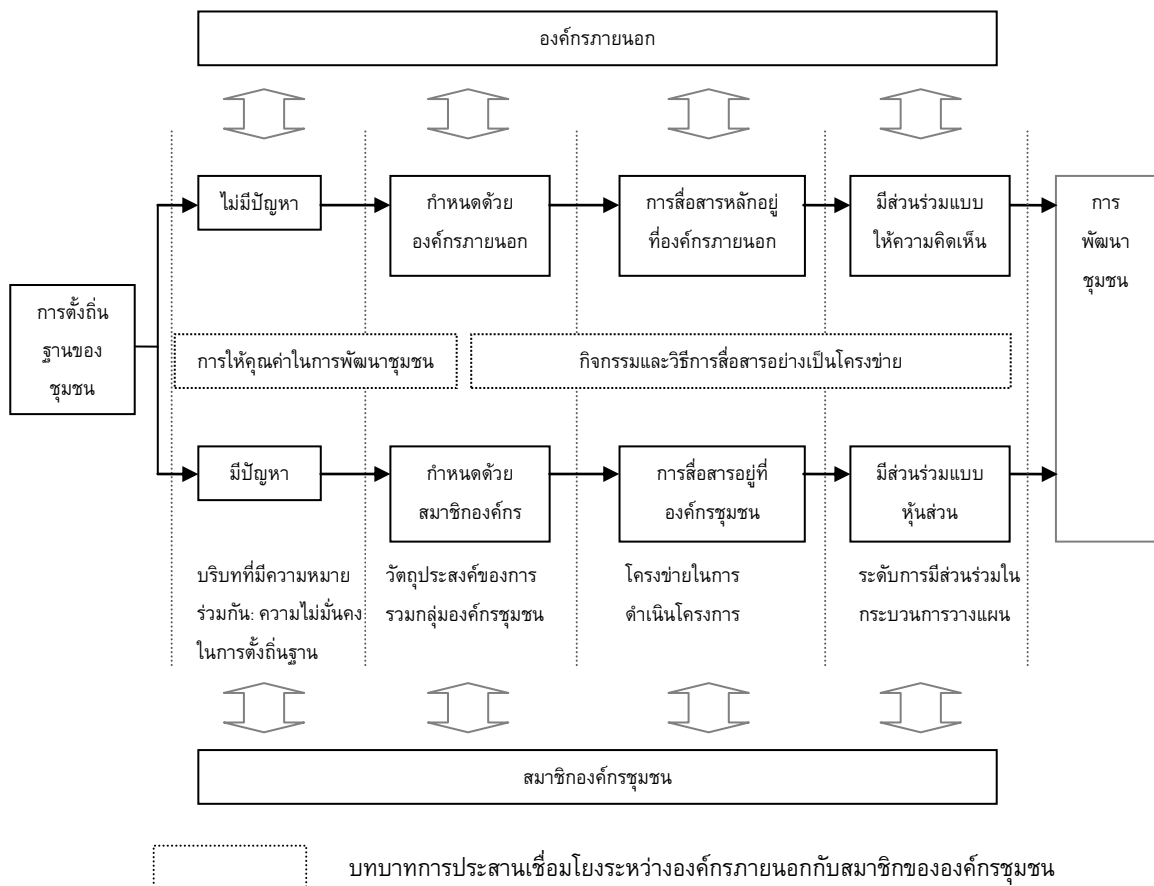 องค์กรภายนอก
ไม่มีปัญหา
กำหนดด้วย
องค์กรภายนอก
การสื่อสารหลักอยู่
ที่องค์กรภายนอก
มีส่วนร่วมแบบ
ให้ความคิดเห็น
การ
พัฒนา
ชุมชน
การตั้งถิ่น
ฐานของ
ชุมชน
การให้คุณค่าในการพัฒนาชุมชน
กิจกรรมและวิธีการสื่อสารอย่างเป็นโครงข่าย
มีปัญหา
กำหนดด้วย
สมาชิกองค์กร
การสื่อสารอยู่ที่
องค์กรชุมชน
มีส่วนร่วมแบบ
หุ้นส่วน
บริบทที่มีความหมาย
ร่วมกัน: ความไม่มั่นคง
ในการตั้งถิ่นฐาน
วัตถุประสงค์ของการ
รวมกลุ่มองค์กรชุมชน
โครงข่ายในการ
ดำเนินโครงการ
ระดับการมีส่วนร่วมใน
กระบวนการวางแผน
สมาชิกองค์กรชุมชน
บทบาทการประสานเชื่อมโยงระหว่างองค์กรภายนอกกับสมาชิกขององค์กรชุมชน